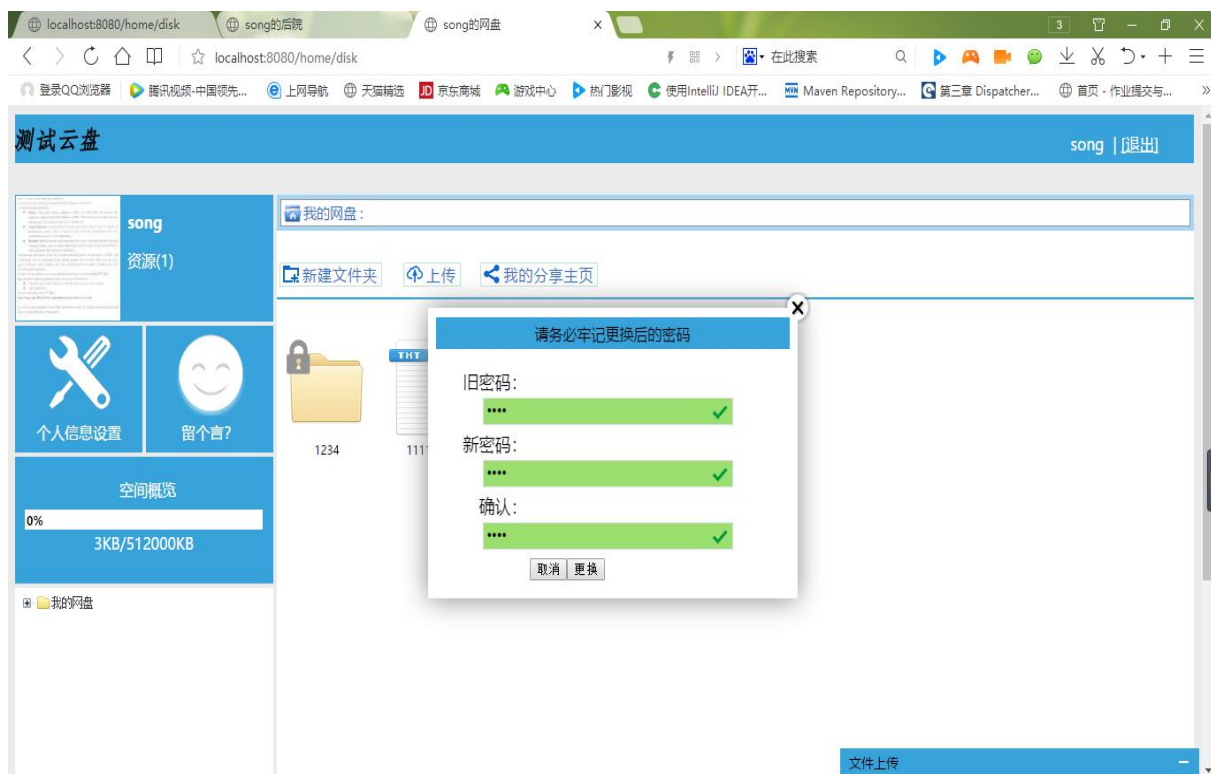 localhost:8080/home/disk
song的后院
song的网盘
3
localhost:8080/home/disk
在此搜索
登录QQ浏览器
腾讯视频-中国领先...
上网导航
天猫精选
JD 京东商城
游戏中心
热门影视
使用IntelliJ IDEA开...
MVN Maven Repository...
第三章 Dispatcher...
首页 - 作业提交与...
测试云盘
song | [退出]
song
资源(1)
个人信息设置
留个言?
空间概览
0%
3KB/512000KB
我的网盘
我的网盘：
新建文件夹
上传
我的分享主页
1234
TXT
111
请务必牢记更换后的密码
旧密码：
••••
新密码：
••••
确认：
••••
取消 更换
文件上传